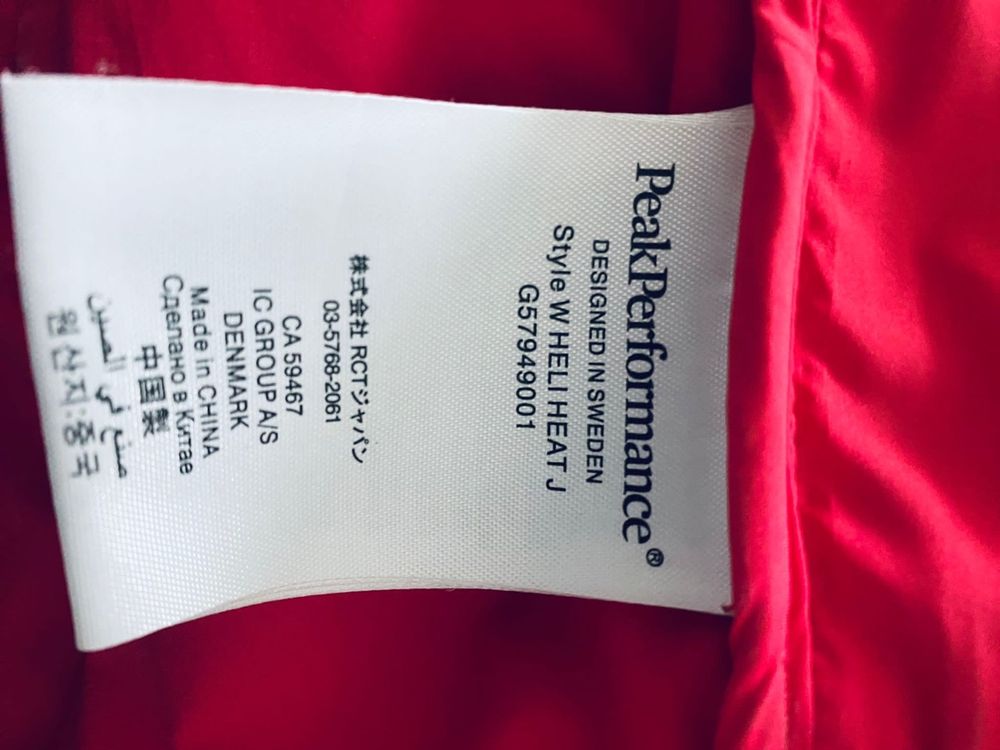 PeakPerformance®
DESIGNED IN SWEDEN
Style W HELI HEAT J
G57949001
株式会社 RCTジャパン
03-5768-2061
CA 59467
IC GROUP A/S
DENMARK
Made in CHINA
Сделано в Китае
中国製
صنع في الصين
원산지:중국